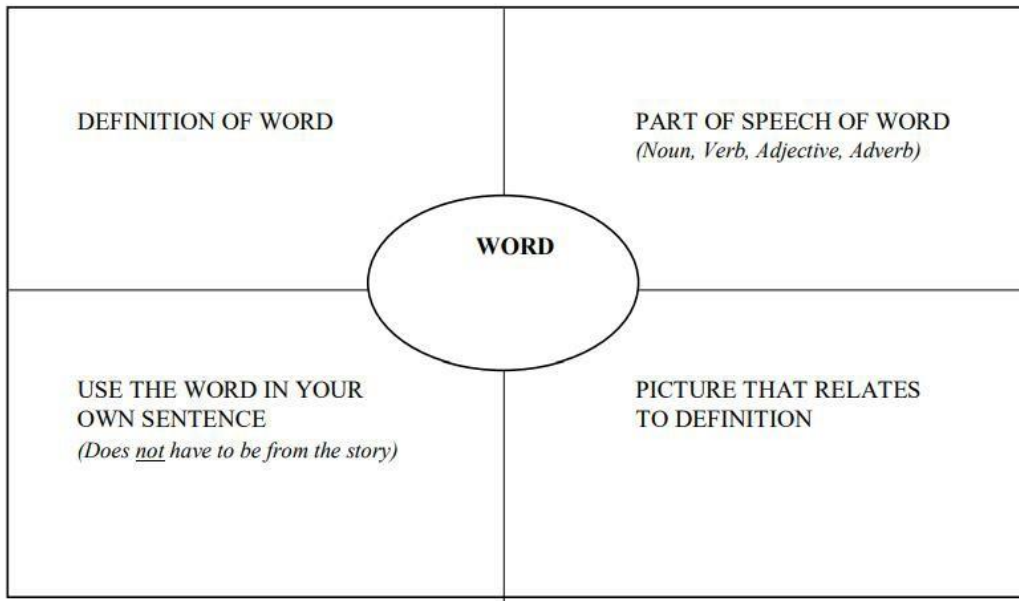 DEFINITION OF WORD
PART OF SPEECH OF WORD
(Noun, Verb, Adjective, Adverb)
WORD
USE THE WORD IN YOUR
OWN SENTENCE
(Does not have to be from the story)
PICTURE THAT RELATES
TO DEFINITION